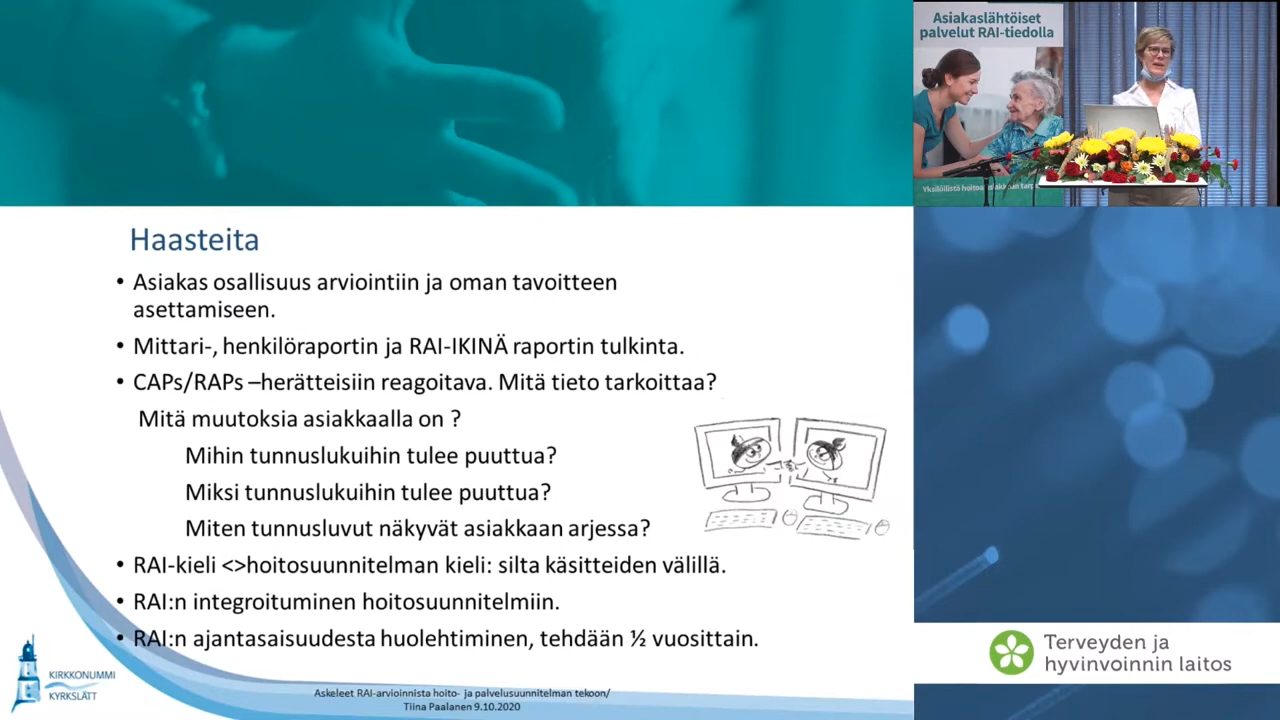 Haasteita
• Asiakas osallisuus arviointiin ja oman tavoitteen
asettamiseen.
• Mittari-, henkilöraportin ja RAI-IKINÄ raportin tulkinta.
• CAPs/RAPs –herätteisiin reagoitava. Mitä tieto tarkoittaa?
Mitä muutoksia asiakkaalla on ?
Mihin tunnuslukuihin tulee puuttua?
Miksi tunnuslukuihin tulee puuttua?
Miten tunnusluvut näkyvät asiakkaan arjessa?
• RAI-kieli <>hoitosuunnitelman kieli: silta käsitteiden välillä.
• RAI:n integroituminen hoitosuunnitelmiin.
• RAI:n ajantasaisuudesta huolehtiminen, tehdään ½ vuosittain.
KIRKKONUMMI
KYRKSLÄTT
Askeleet RAI-arvioinnista hoito- ja palvelusuunnitelman tekoon/
Tiina Paalanen 9.10.2020
Asiakaslähtöiset
palvelut RAI-tiedolla
Yksilöllistä
Terveyden ja
hyvinvoinnin laitos